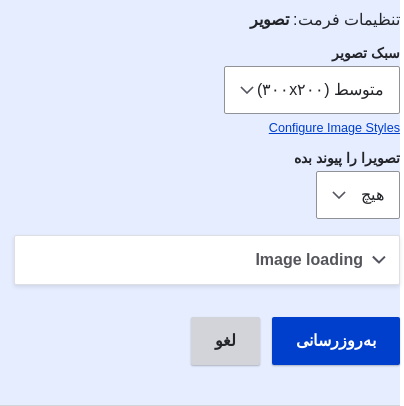 تنظیمات فرمت: تصویر
سبک تصویر
متوسط (۳۰۰x۲۰۰)
Configure Image Styles
تصویرا را پیوند بده
هیچ
Image loading
به‌روزرسانی
لغو